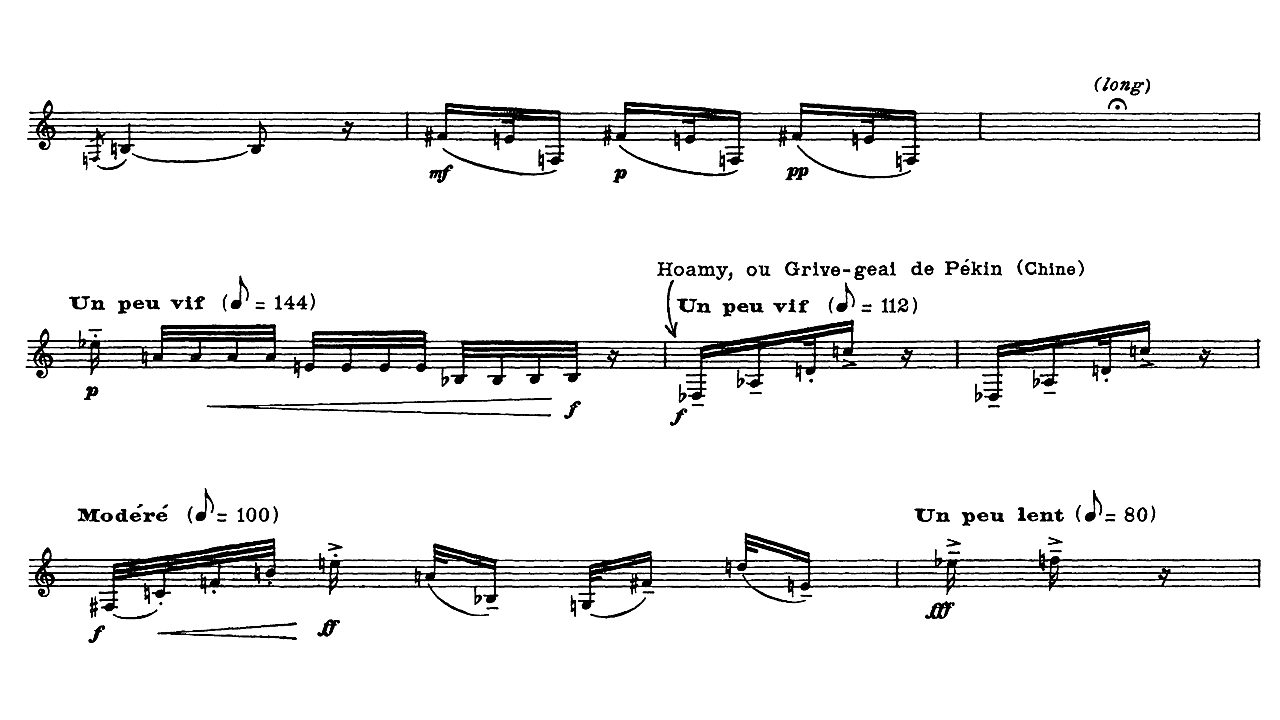 (long)
mf p pp
Hoamy, ou Grive-geai de Pékin (Chine)
Un peu vif (♪ = 144) Un peu vif (♪ = 112)
p f f
Modéré (♪ = 100) Un peu lent (♪ = 80)
f ff fff